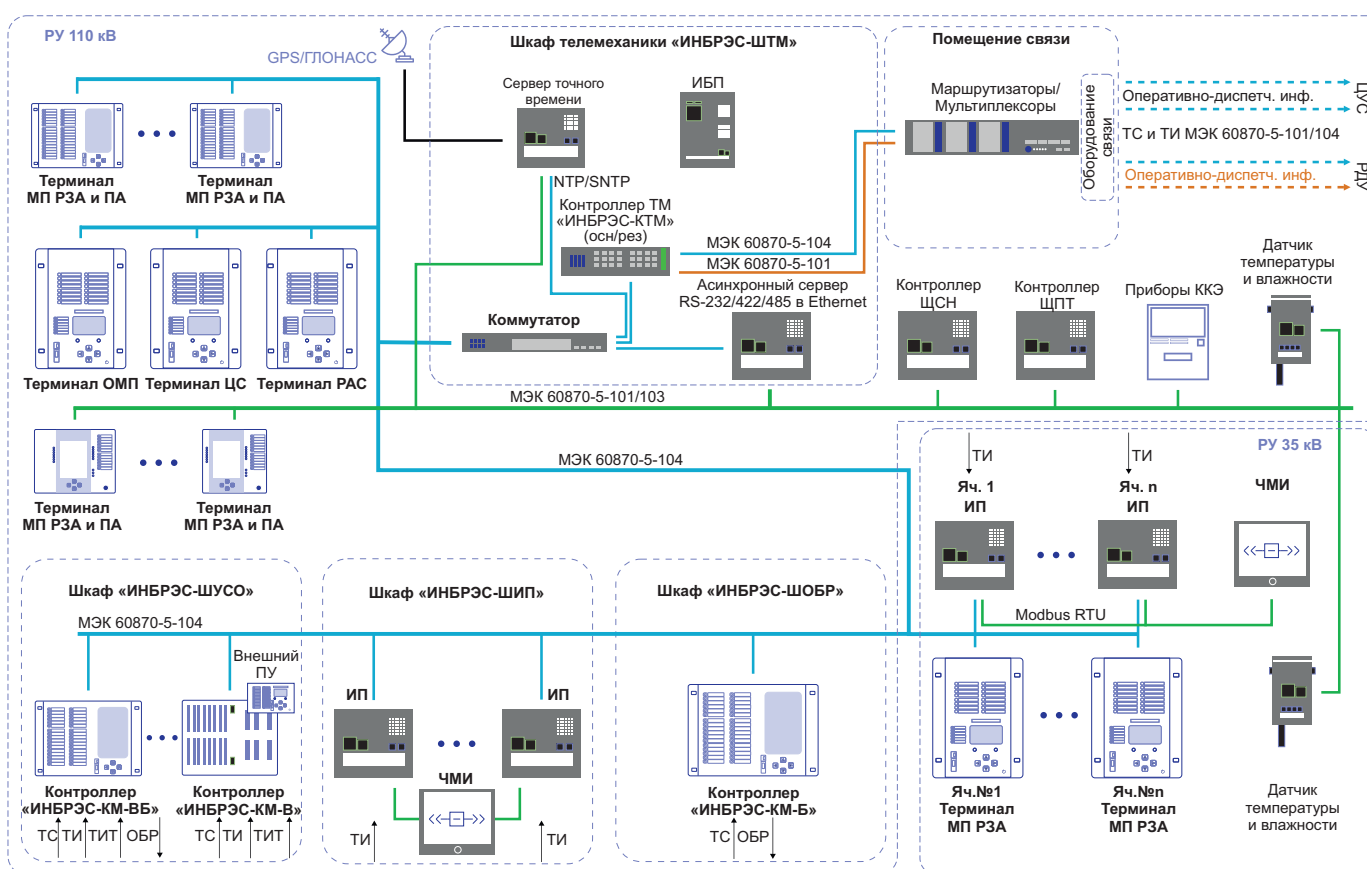 РУ 110 кВ
GPS/ГЛОНАСС
Шкаф телемеханики «ИНБРЭС-ШТМ»
Сервер точного
времени
ИБП
NTP/SNTP
Контроллер ТМ
«ИНБРЭС-КТМ»
(осн/рез)
МЭК 60870-5-104
МЭК 60870-5-101
Асинхронный сервер
RS-232/422/485 в Ethernet
Коммутатор
Помещение связи
Маршрутизаторы/
Мультиплексоры
Оборудование
связи
Оперативно-диспетч. инф.
ТС и ТИ МЭК 60870-5-101/104
Оперативно-диспетч. инф.
ЦУС
РДУ
Терминал
МП РЗА и ПА
Терминал
МП РЗА и ПА
Терминал ОМП
Терминал ЦС
Терминал РАС
Контроллер
ЩСН
Контроллер
ЩПТ
Приборы ККЭ
Датчик
температуры
и влажности
МЭК 60870-5-101/103
МЭК 60870-5-104
Терминал
МП РЗА и ПА
Терминал
МП РЗА и ПА
РУ 35 кВ
ТИ
Яч. 1
ИП
ТИ
Яч. n
ИП
ЧМИ
Modbus RTU
Яч.№1
Терминал
МП РЗА
Яч.№n
Терминал
МП РЗА
Датчик
температуры
и влажности
Шкаф «ИНБРЭС-ШУСО»
МЭК 60870-5-104
Внешний
ПУ
Контроллер
«ИНБРЭС-КМ-ВБ»
ТС ТИ ТИТ ОБР
Контроллер
«ИНБРЭС-КМ-В»
ТС ТИ ТИТ
Шкаф «ИНБРЭС-ШИП»
ИП
ИП
ЧМИ
ТИ
ТИ
Шкаф «ИНБРЭС-ШОБР»
Контроллер
«ИНБРЭС-КМ-Б»
ТС ОБР